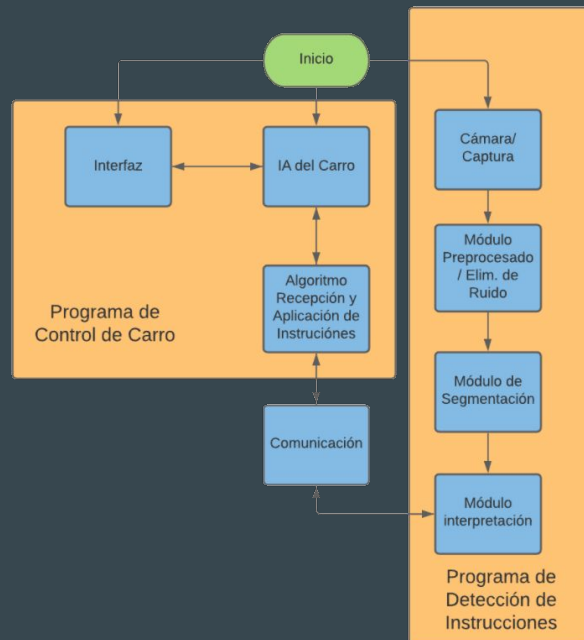 Inicio
Interfaz
IA del Carro
Algoritmo
Recepción y
Aplicación de
Instruciónes
Programa de
Control de Carro
Comunicación
Cámara/
Captura
Módulo
Preprocesado
/ Elim. de
Ruido
Módulo de
Segmentación
Módulo
interpretación
Programa de
Detección de
Instrucciones